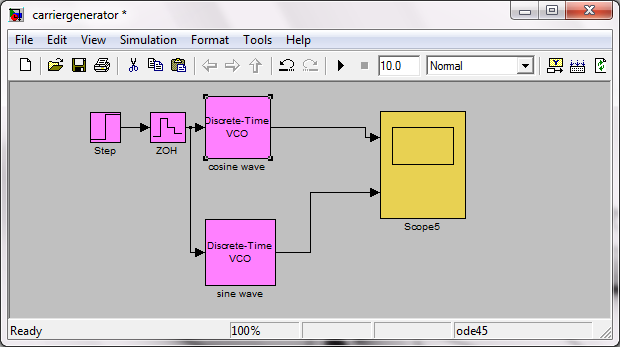 carriergenerator *
File Edit View Simulation Format Tools Help
10.0 Normal
Discrete-Time
VCO
Step ZOH cosine wave
Discrete-Time
VCO
Scope5
sine wave
Ready 100% ode45